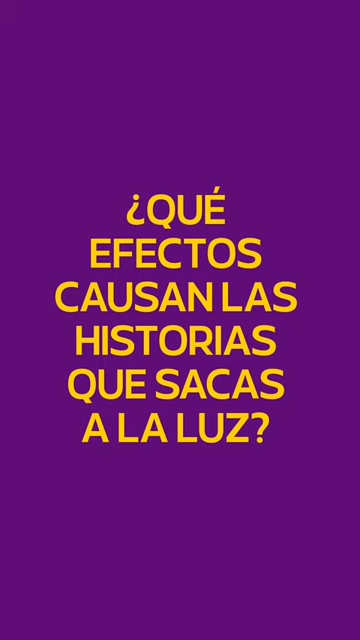 ¿QUÉ
EFECTOS
CAUSAN LAS
HISTORIAS
QUE SACAS
A LA LUZ?